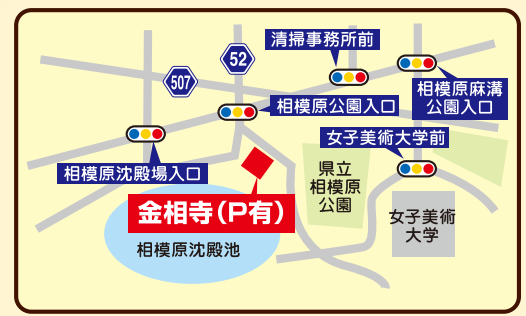 清掃事務所前
52
507
相模原麻溝
公園入口
相模原公園入口
女子美術大学前
相模原沈殿場入口
県立
相模原
公園
金相寺(P有)
女子美術
大学
相模原沈殿池